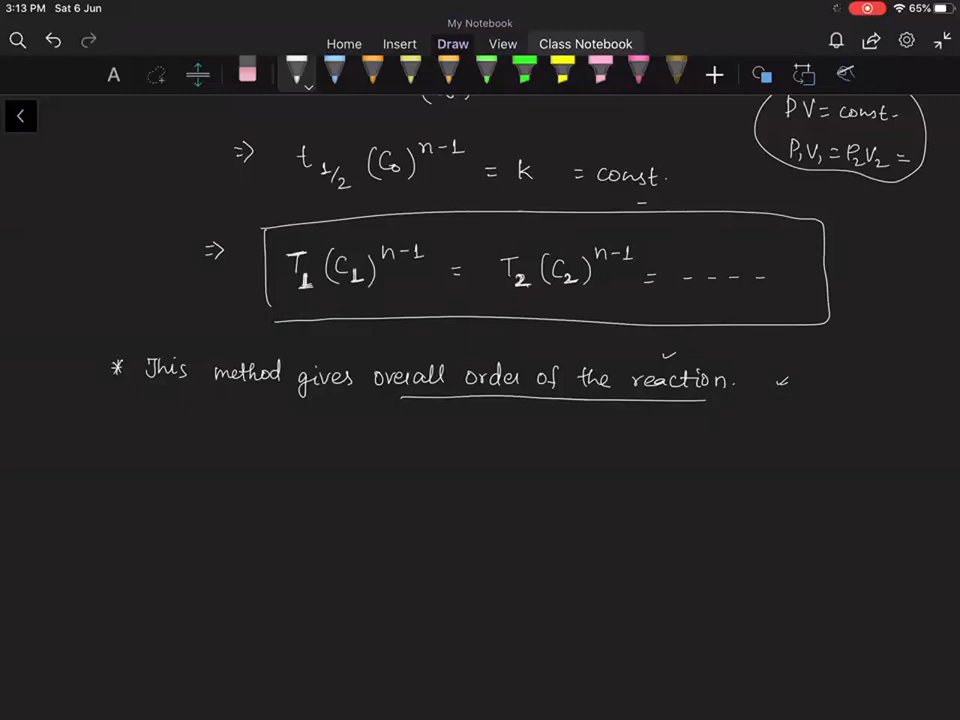 3:13 PM Sat 6 Jun
65%
My Notebook
Home Insert Draw View Class Notebook
A
PV = const.
P₁V₁ = P₂V₂ =
⇒ t₁/₂ (C₀)ⁿ⁻¹ = k = const.
⇒ T₁ (C₁)ⁿ⁻¹ = T₂ (C₂)ⁿ⁻¹ = - - - -
* This method gives overall order of the reaction.